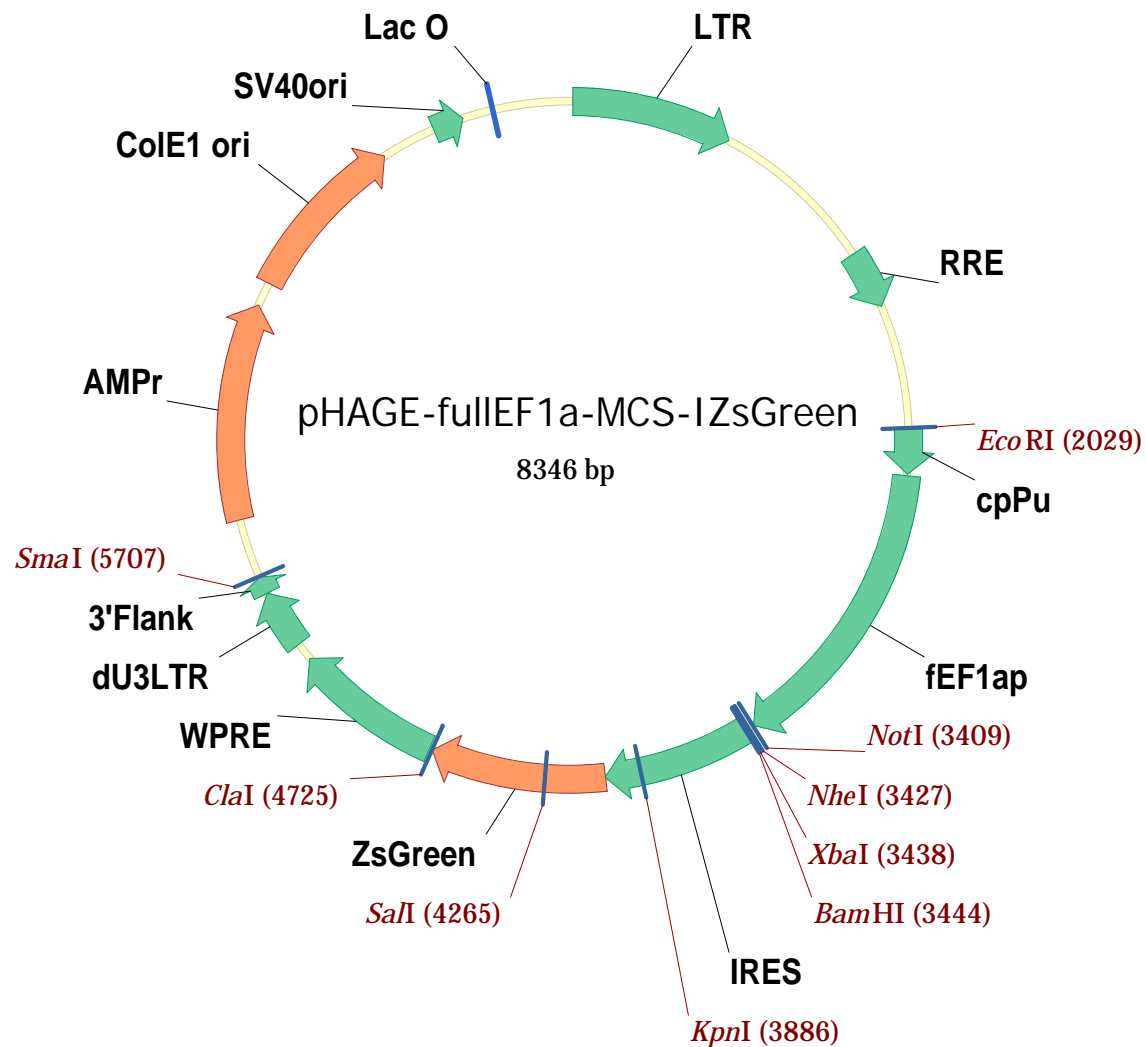 Lac O
LTR
SV40ori
ColE1 ori
RRE
AMPr
pHAGE-fullEF1a-MCS-IZsGreen
8346 bp
EcoRI (2029)
cpPu
SmaI (5707)
3'Flank
dU3LTR
WPRE
fEF1ap
NotI (3409)
NheI (3427)
ClaI (4725)
XbaI (3438)
ZsGreen
SalI (4265)
BamHI (3444)
IRES
KpnI (3886)